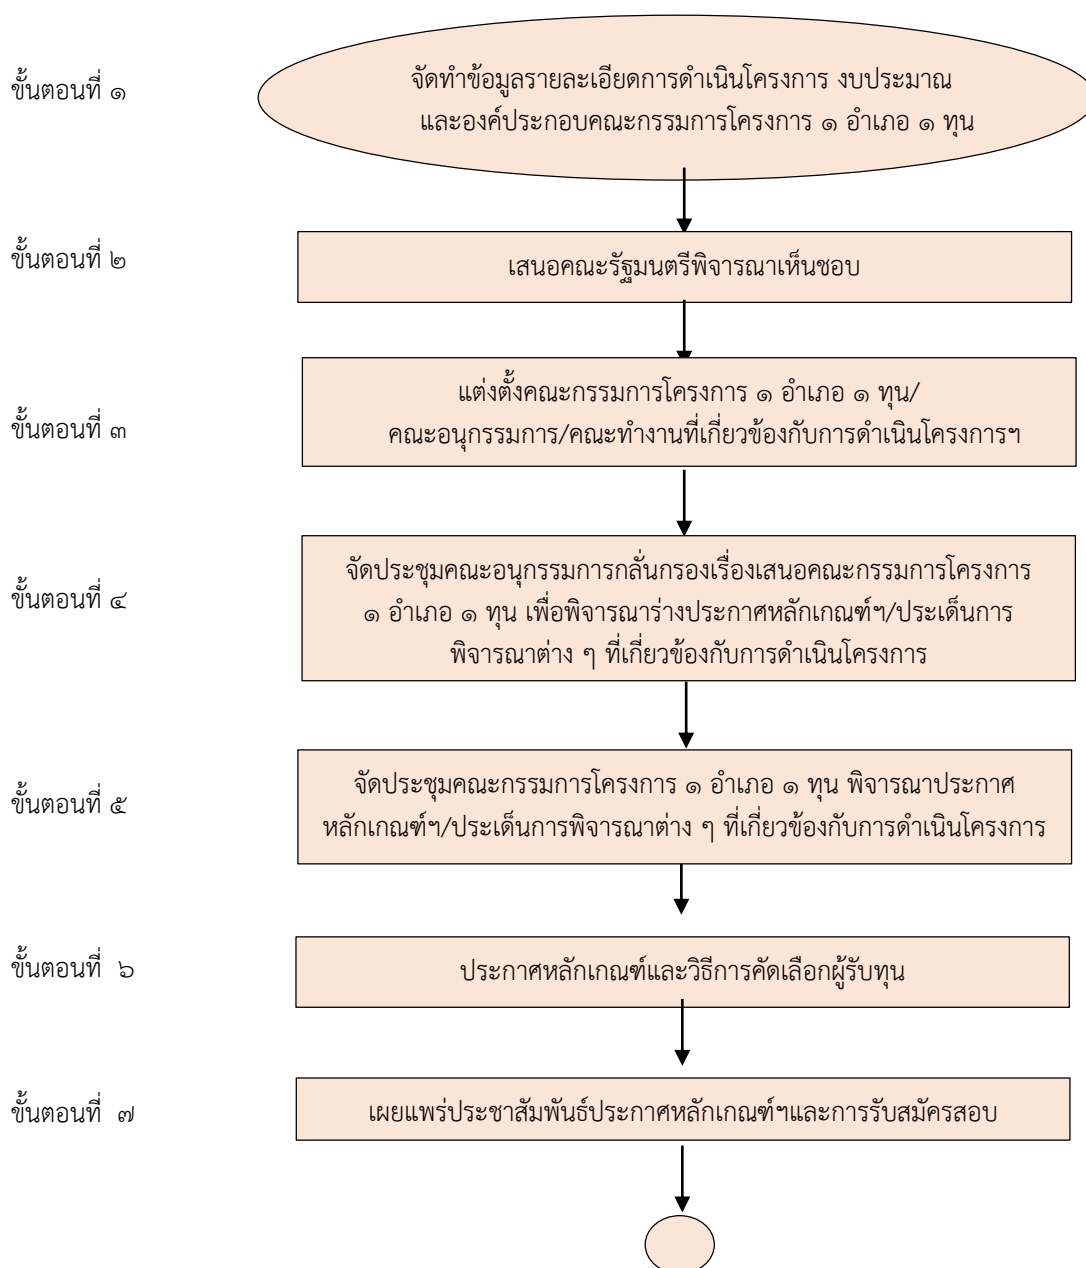 ขั้นตอนที่ ๑
จัดทำข้อมูลรายละเอียดการดำเนินโครงการ งบประมาณ
และองค์ประกอบคณะกรรมการโครงการ ๑ อำเภอ ๑ ทุน
ขั้นตอนที่ ๒
เสนอคณะรัฐมนตรีพิจารณาเห็นชอบ
ขั้นตอนที่ ๓
แต่งตั้งคณะกรรมการโครงการ ๑ อำเภอ ๑ ทุน/
คณะอนุกรรมการ/คณะทำงานที่เกี่ยวข้องกับการดำเนินโครงการฯ
ขั้นตอนที่ ๔
จัดประชุมคณะอนุกรรมการกลั่นกรองเรื่องเสนอคณะกรรมการโครงการ
๑ อำเภอ ๑ ทุน เพื่อพิจารณาร่างประกาศหลักเกณฑ์ฯ/ประเด็นการ
พิจารณาต่าง ๆ ที่เกี่ยวข้องกับการดำเนินโครงการ
ขั้นตอนที่ ๕
จัดประชุมคณะกรรมการโครงการ ๑ อำเภอ ๑ ทุน พิจารณาประกาศ
หลักเกณฑ์ฯ/ประเด็นการพิจารณาต่าง ๆ ที่เกี่ยวข้องกับการดำเนินโครงการ
ขั้นตอนที่ ๖
ประกาศหลักเกณฑ์และวิธีการคัดเลือกผู้รับทุน
ขั้นตอนที่ ๗
เผยแพร่ประชาสัมพันธ์ประกาศหลักเกณฑ์ฯและการรับสมัครสอบ